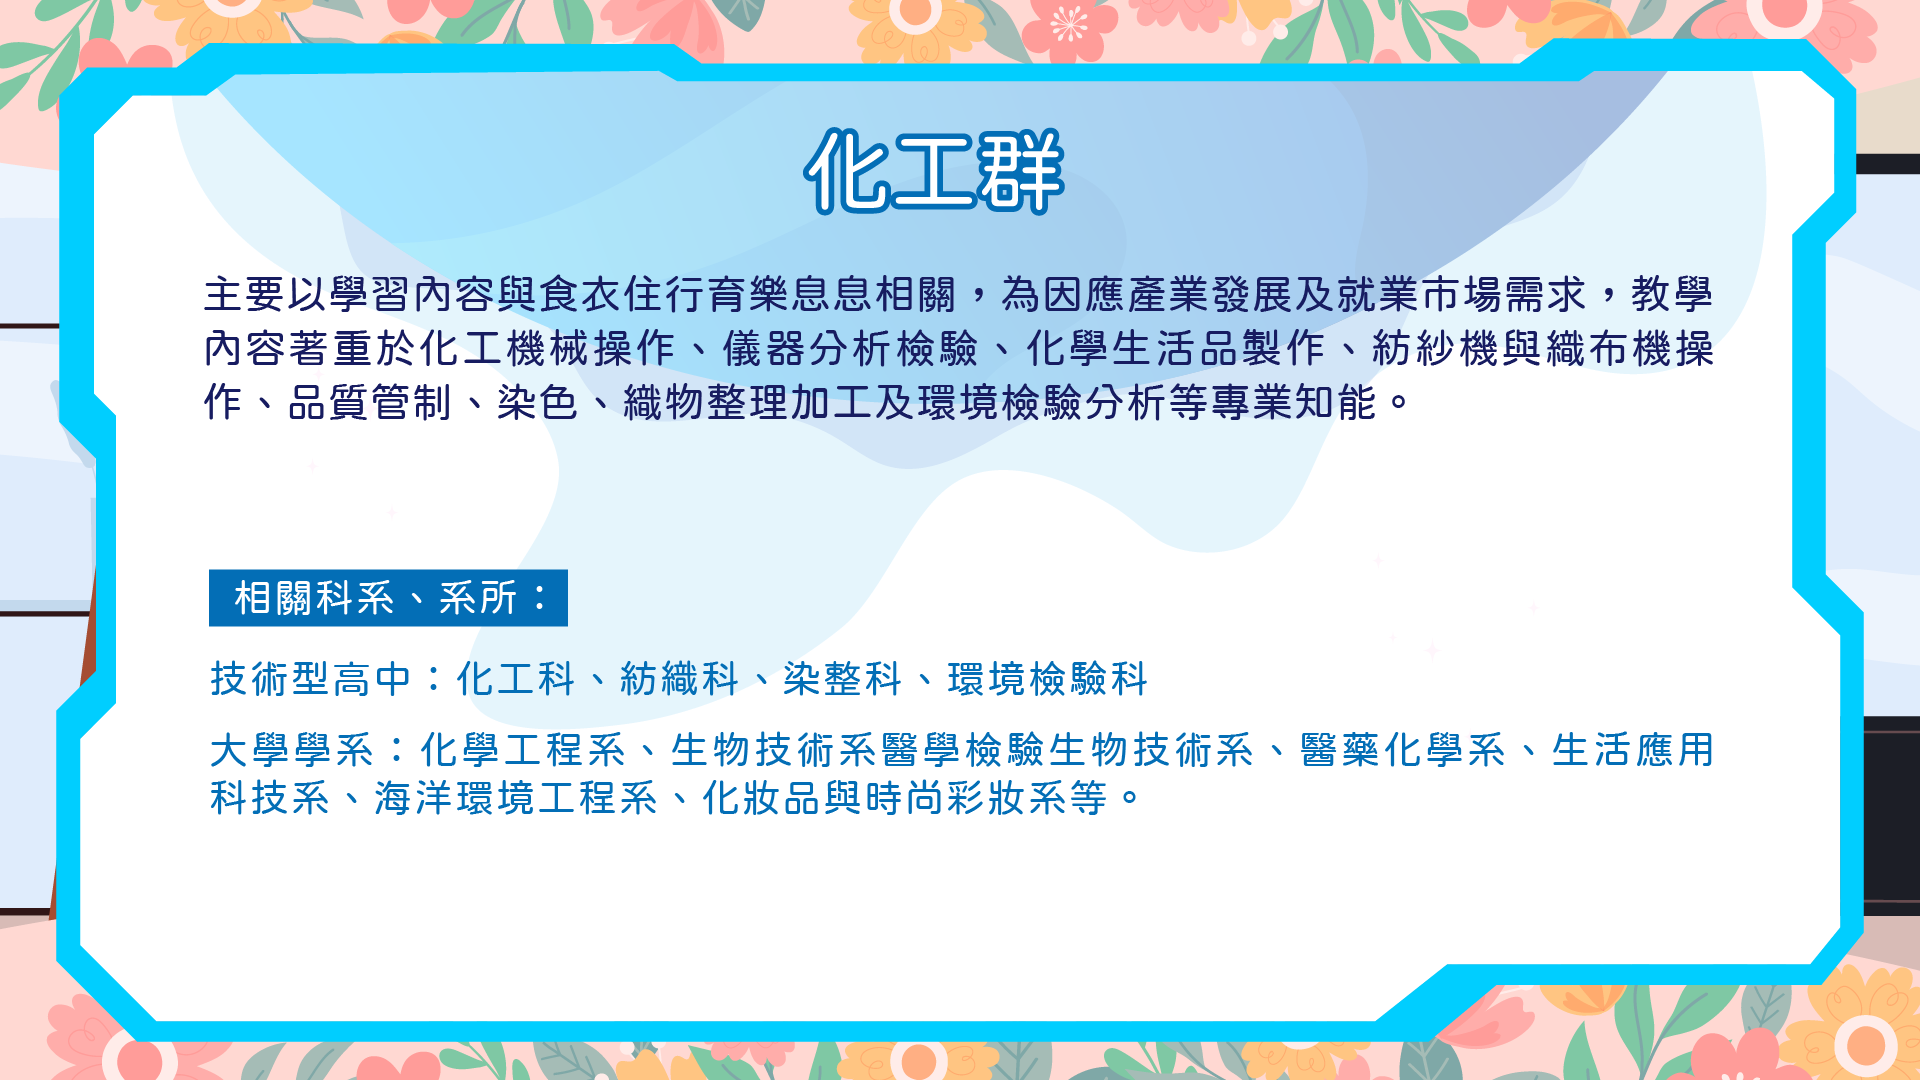 化工群
主要以學習內容與食衣住行育樂息息相關，為因應產業發展及就業市場需求，教學
內容著重於化工機械操作、儀器分析檢驗、化學生活品製作、紡紗機與織布機操
作、品質管制、染色、織物整理加工及環境檢驗分析等專業知能。
相關科系、系所：
技術型高中：化工科、紡織科、染整科、環境檢驗科
大學學系：化學工程系、生物技術系醫學檢驗生物技術系、醫藥化學系、生活應用
科技系、海洋環境工程系、化妝品與時尚彩妝系等。